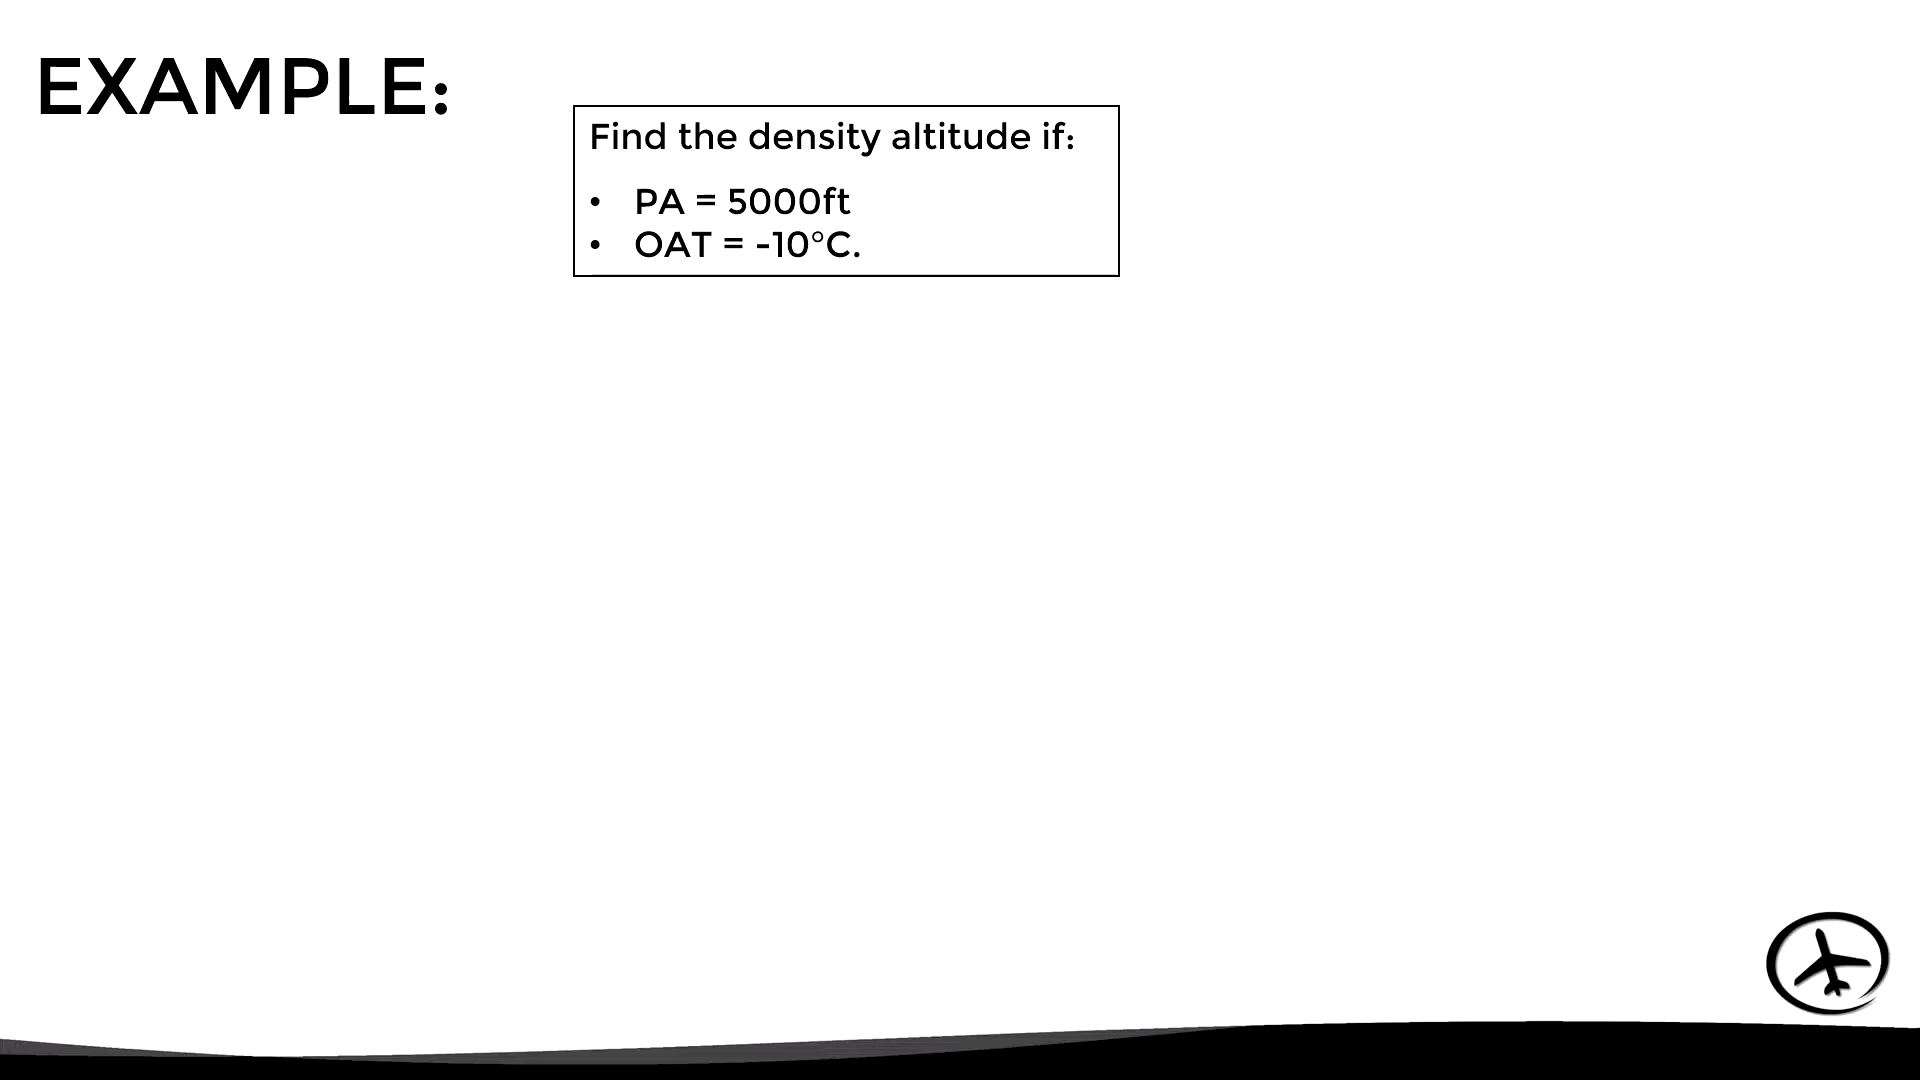 EXAMPLE:
Find the density altitude if:
• PA = 5000ft
• OAT = -10°C.